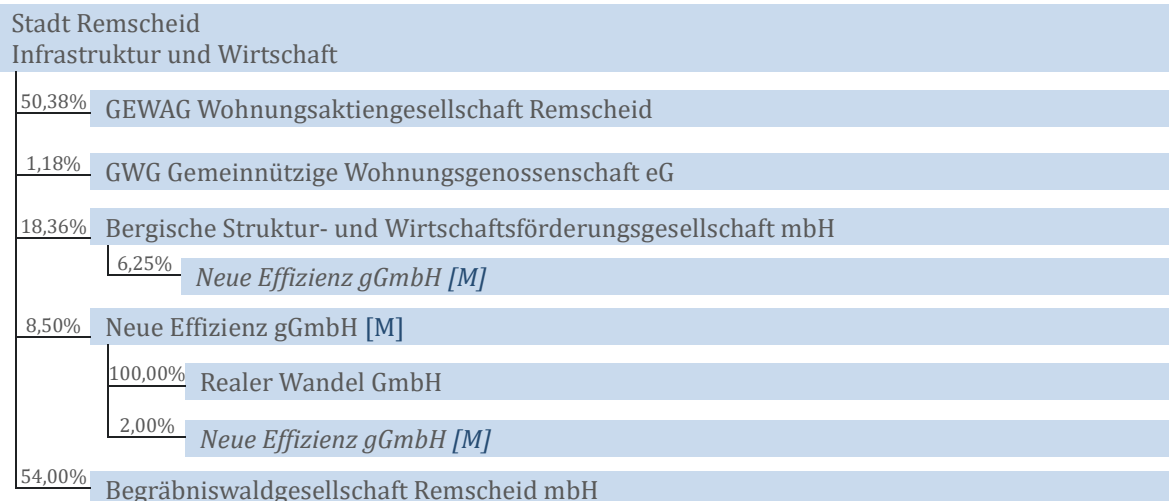 Stadt Remscheid
Infrastruktur und Wirtschaft
50,38% GEWAG Wohnungsaktiengesellschaft Remscheid
1,18% GWG Gemeinnützige Wohnungsgenossenschaft eG
18,36% Bergische Struktur- und Wirtschaftsförderungsgesellschaft mbH
6,25% Neue Effizienz gGmbH [M]
8,50% Neue Effizienz gGmbH [M]
100,00% Realer Wandel GmbH
2,00% Neue Effizienz gGmbH [M]
54,00% Begräbniswaldgesellschaft Remscheid mbH